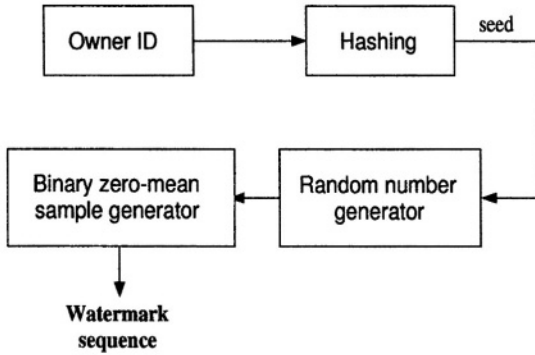 Owner ID
Hashing
seed
Binary zero-mean
sample generator
Random number
generator
Watermark
sequence